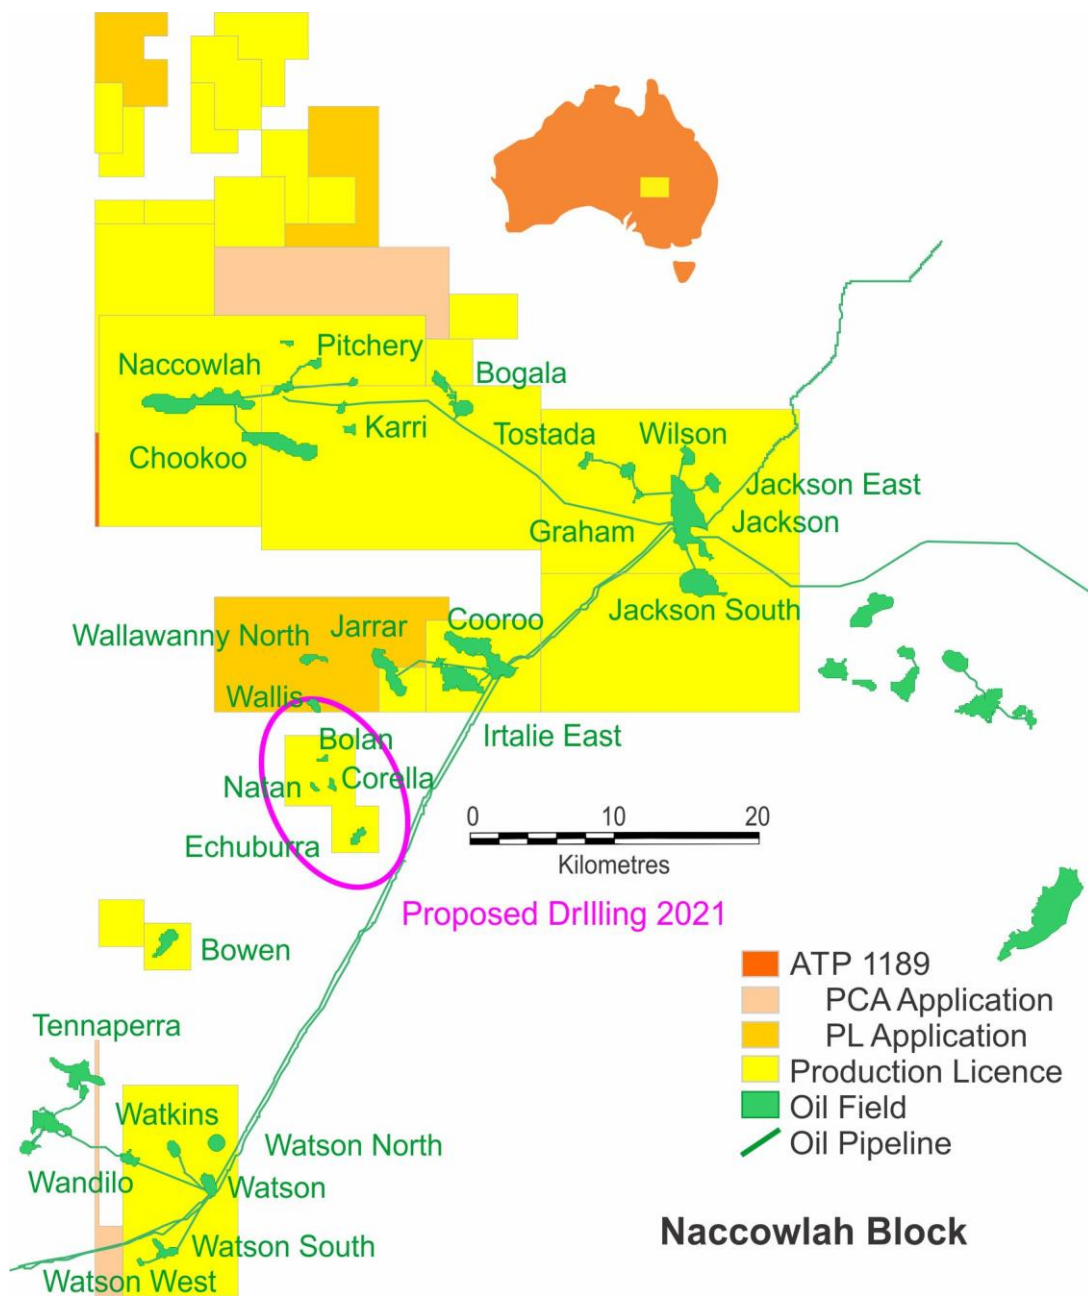 Pitchery
Naccowlah
Bogala
Karri
Tostada
Wilson
Chookoo
Jackson East
Jackson
Graham
Jackson South
Cooroo
Jarrar
Wallawanny North
Wallis
Irtalie East
Bolan
Corella
Natan
Echuburra
0 10 20
Kilometres
Proposed Drllling 2021
Bowen
ATP 1189
PCA Application
PL Application
Production Licence
Oil Field
Oil Pipeline
Tennaperra
Watkins
Watson North
Wandilo
Watson
Watson South
Watson West
Naccowlah Block